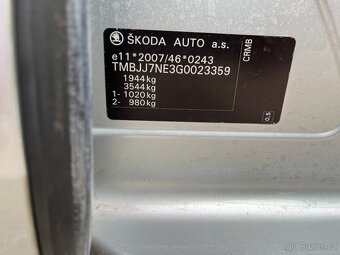 ŠKODA AUTO a.s.
e11*2007/46*0243
TMBJJ7NE3G0023359
1944kg
3544kg
1- 1020kg
2- 980kg
CRMB